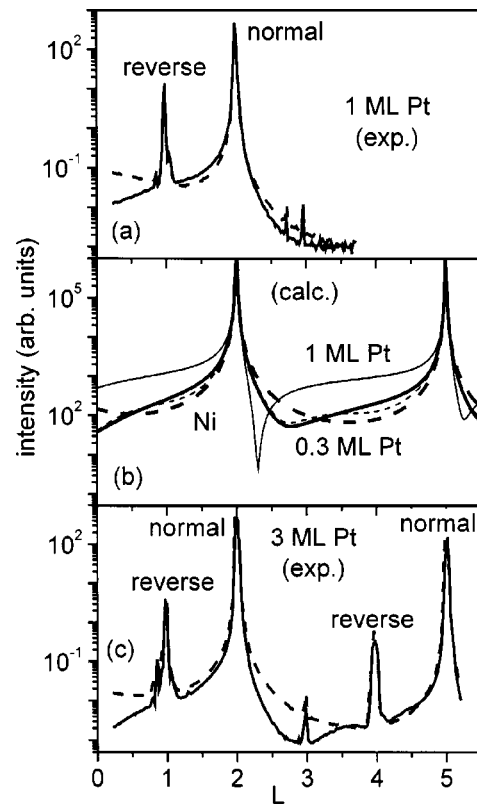 intensity (arb. units)
10²
10⁻¹
reverse
normal
1 ML Pt
(exp.)
(a)
10⁵
10²
(calc.)
1 ML Pt
Ni
0.3 ML Pt
(b)
10²
10⁻¹
normal
3 ML Pt
(exp.)
normal
reverse
reverse
(c)
0 1 2 3 4 5
L